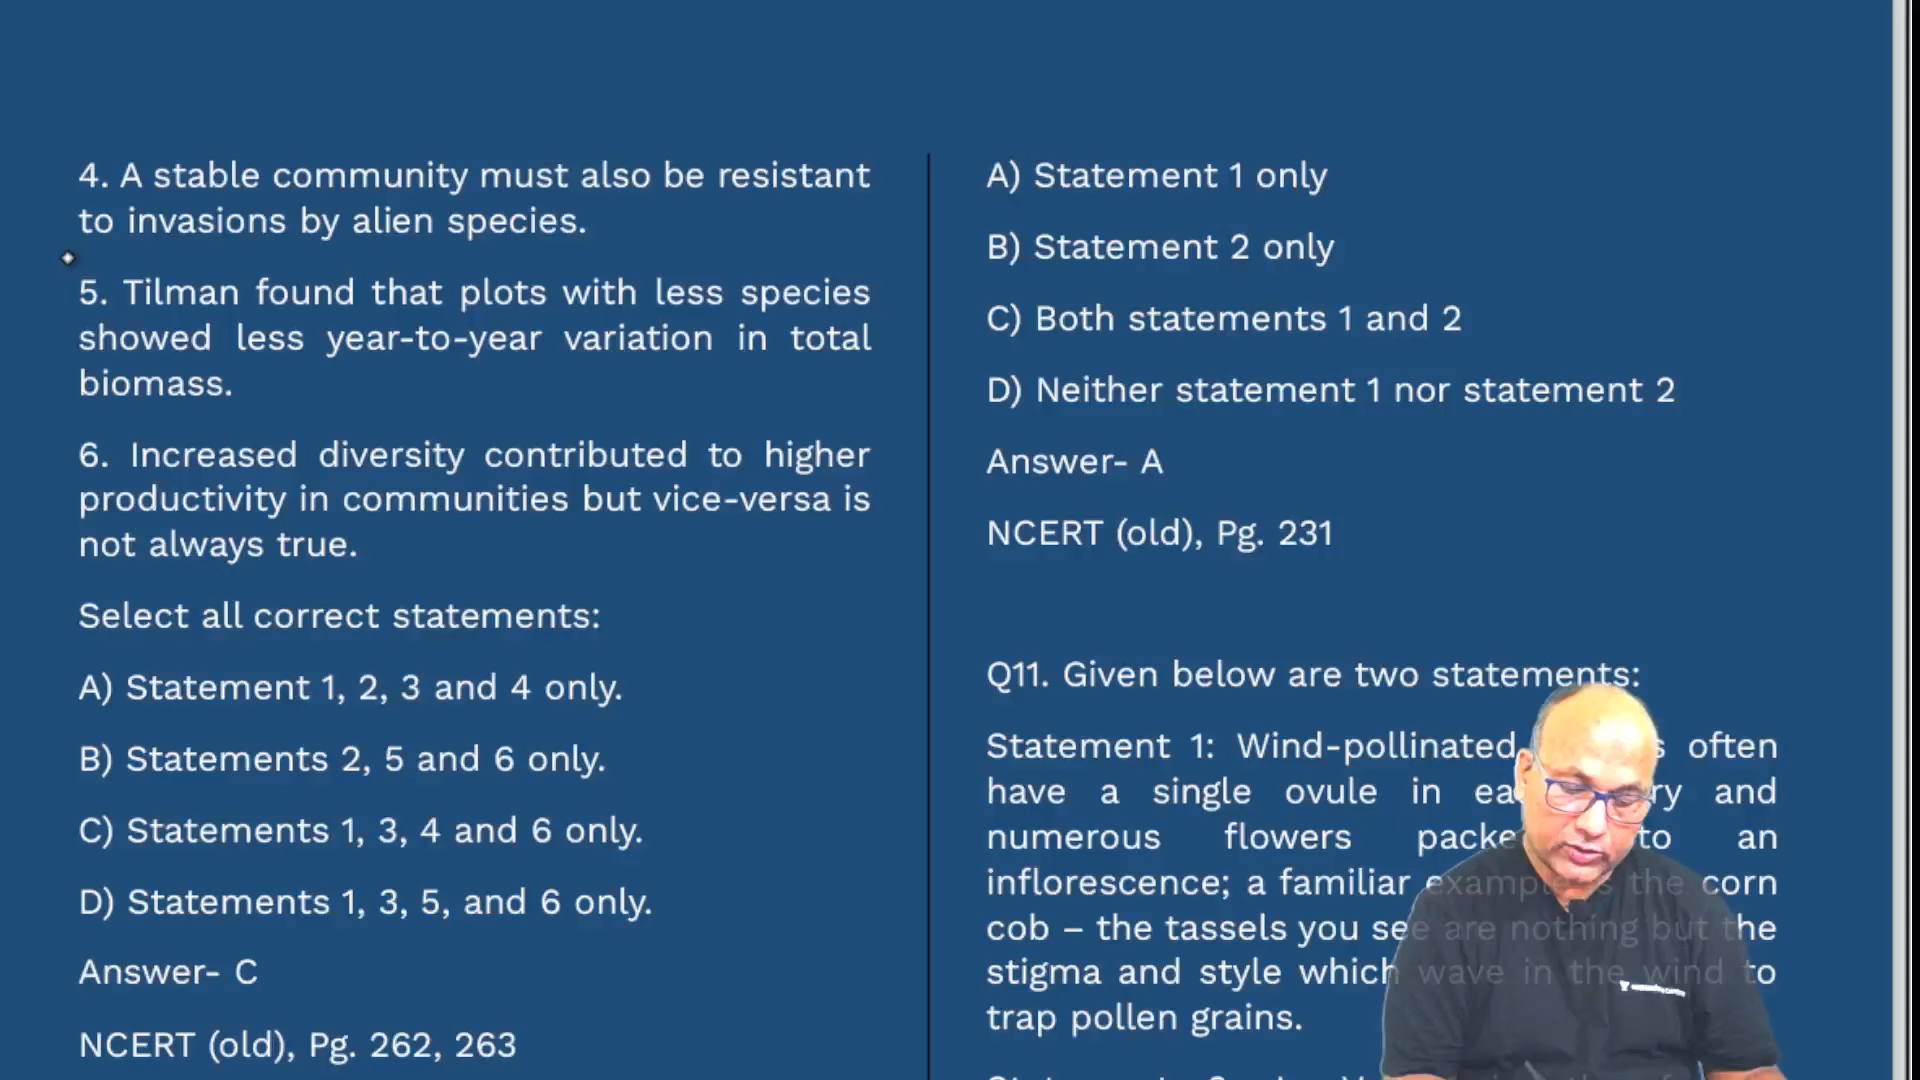 4. A stable community must also be resistant
to invasions by alien species.
5. Tilman found that plots with less species
showed less year-to-year variation in total
biomass.
6. Increased diversity contributed to higher
productivity in communities but vice-versa is
not always true.
Select all correct statements:
A) Statement 1, 2, 3 and 4 only.
B) Statements 2, 5 and 6 only.
C) Statements 1, 3, 4 and 6 only.
D) Statements 1, 3, 5, and 6 only.
Answer- C
NCERT (old), Pg. 262, 263
A) Statement 1 only
B) Statement 2 only
C) Both statements 1 and 2
D) Neither statement 1 nor statement 2
Answer- A
NCERT (old), Pg. 231
Q11. Given below are two statements:
Statement 1: Wind-pollinated often
have a single ovule in and
numerous flowers to an
inflorescence; a familiar example is the corn
cob – the tassels you see are nothing but the
stigma and style which wave in the wind to
trap pollen grains.